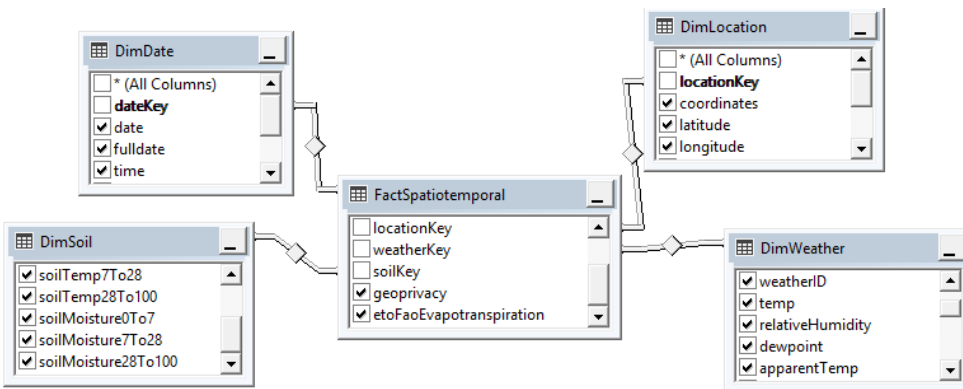 DimDate
* (All Columns)
dateKey
date
fulldate
time
DimLocation
* (All Columns)
locationKey
coordinates
latitude
longitude
FactSpatiotemporal
locationKey
weatherKey
soilKey
geoprivacy
etoFaoEvapotranspiration
DimSoil
soilTemp7To28
soilTemp28To100
soilMoisture0To7
soilMoisture7To28
soilMoisture28To100
DimWeather
weatherID
temp
relativeHumidity
dewpoint
apparentTemp